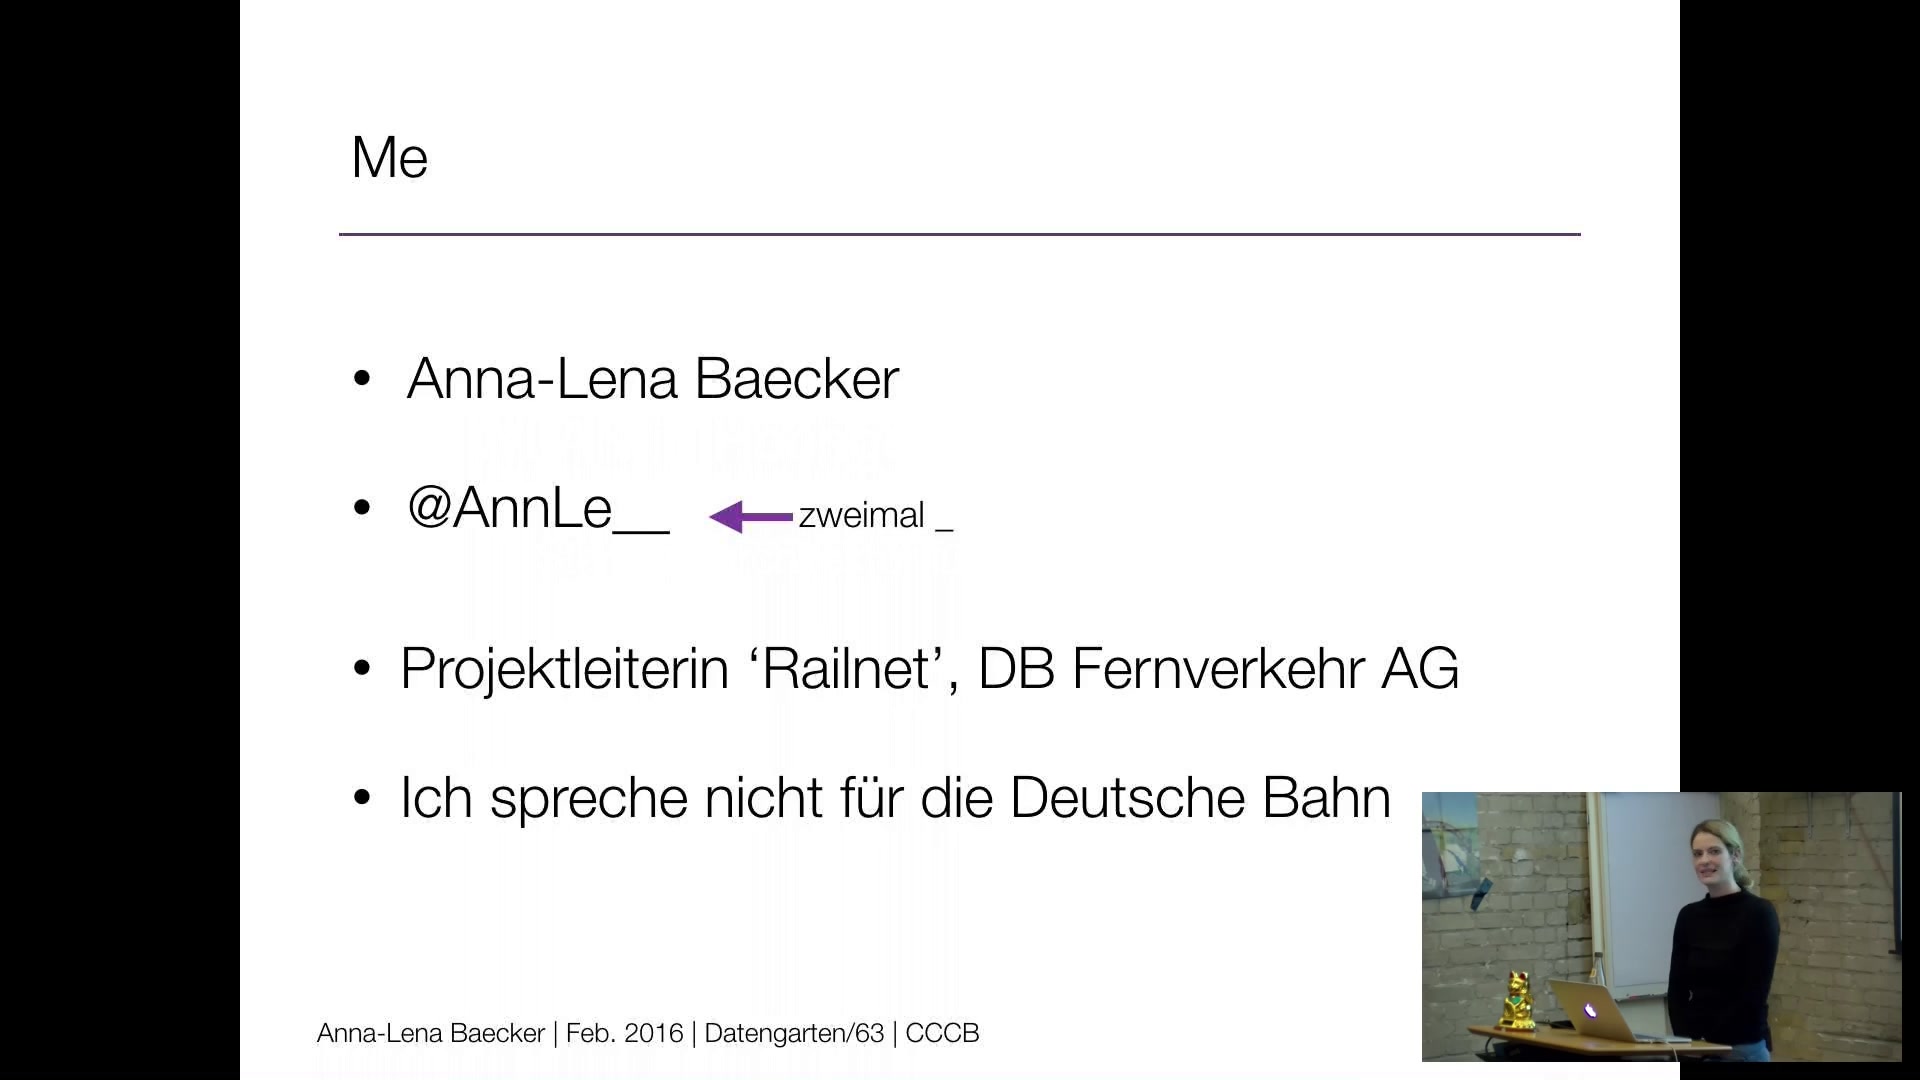 Me
• Anna-Lena Baecker
• @AnnLe__ zweimal _
• Projektleiterin ‘Railnet’, DB Fernverkehr AG
• Ich spreche nicht für die Deutsche Bahn
Anna-Lena Baecker | Feb. 2016 | Datengarten/63 | CCCB